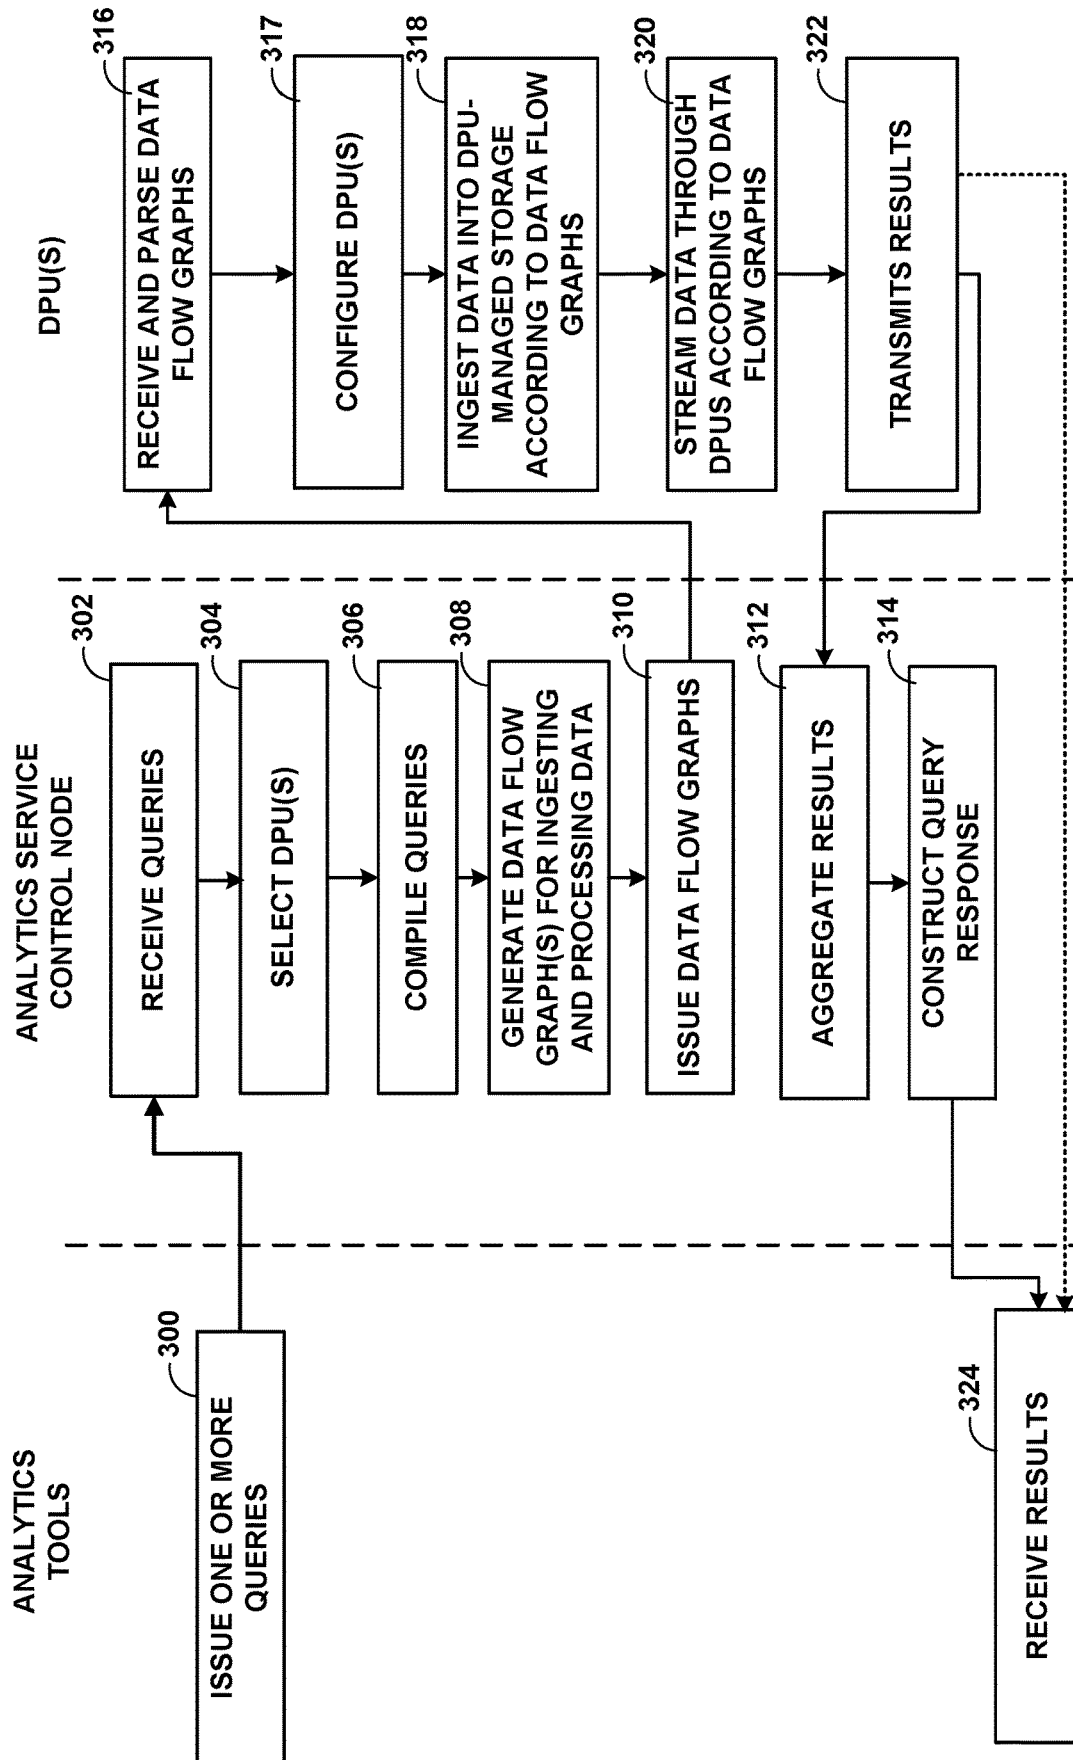 ANALYTICS
TOOLS
300
ISSUE ONE OR MORE
QUERIES
324
RECEIVE RESULTS
ANALYTICS SERVICE
CONTROL NODE
302
RECEIVE QUERIES
304
SELECT DPU(S)
306
COMPILE QUERIES
308
GENERATE DATA FLOW
GRAPH(S) FOR INGESTING
AND PROCESSING DATA
310
ISSUE DATA FLOW GRAPHS
312
AGGREGATE RESULTS
314
CONSTRUCT QUERY
RESPONSE
DPU(S)
316
RECEIVE AND PARSE DATA
FLOW GRAPHS
317
CONFIGURE DPU(S)
318
INGEST DATA INTO DPU-
MANAGED STORAGE
ACCORDING TO DATA FLOW
GRAPHS
320
STREAM DATA THROUGH
DPUS ACCORDING TO DATA
FLOW GRAPHS
322
TRANSMITS RESULTS